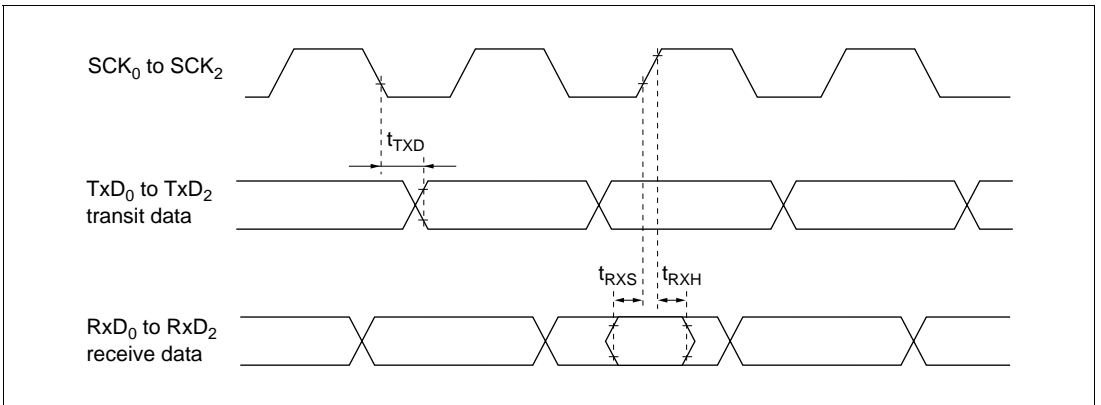 SCK0 to SCK2
tTXD
TxD0 to TxD2
transit data
tRXS
tRXH
RxD0 to RxD2
receive data